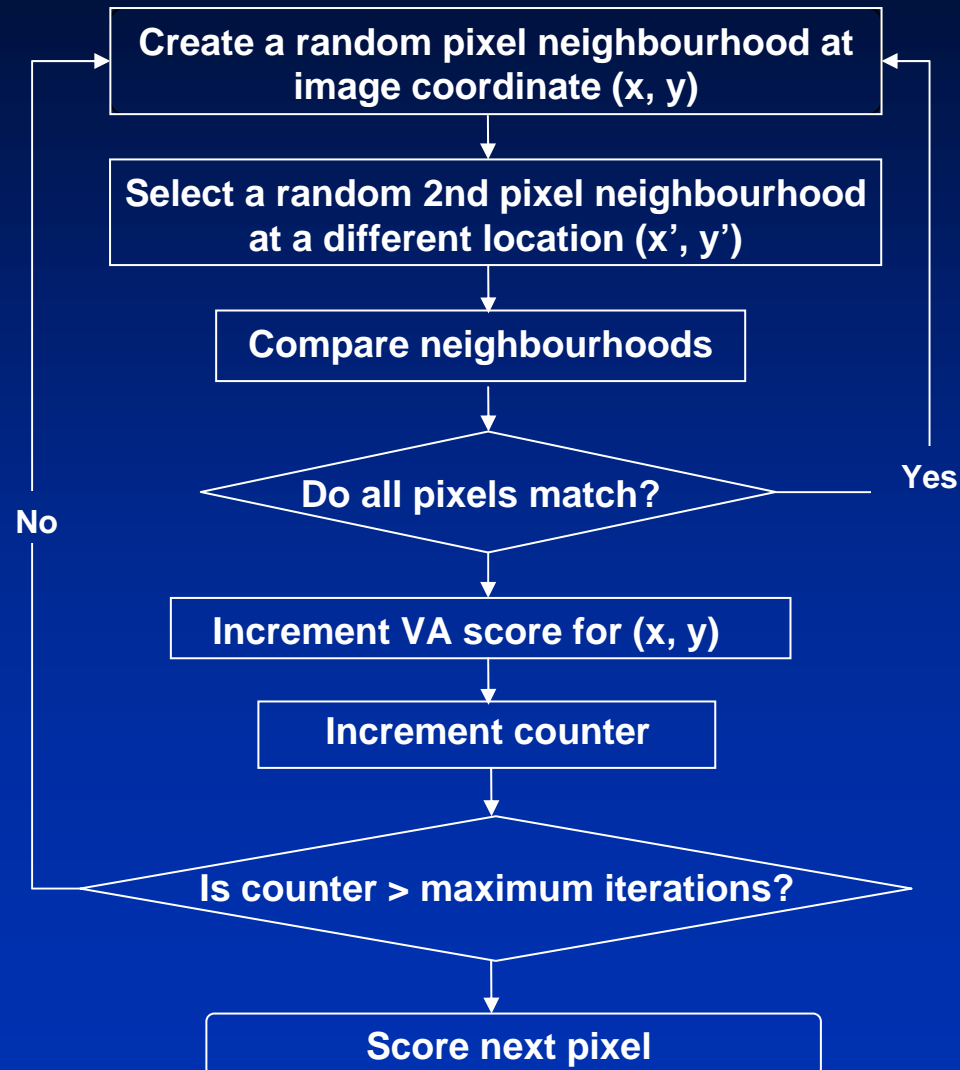 Create a random pixel neighbourhood at
image coordinate (x, y)
Select a random 2nd pixel neighbourhood
at a different location (x’, y’)
Compare neighbourhoods
Do all pixels match?
Yes
No
Increment VA score for (x, y)
Increment counter
Is counter > maximum iterations?
Score next pixel